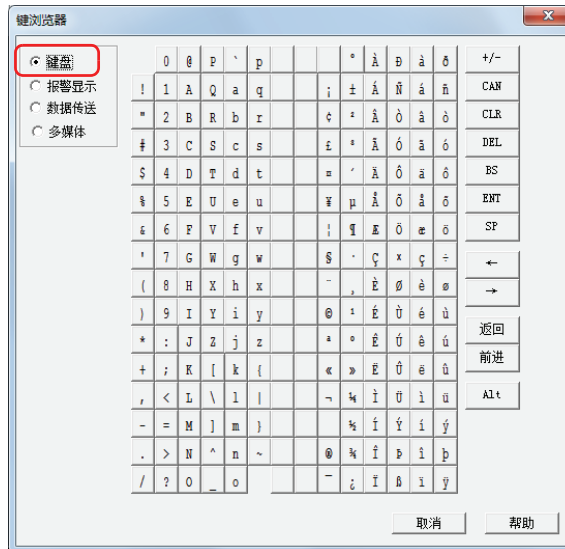 键浏览器
键盘
报警显示
数据传送
多媒体
0 @ P ` p ° À Ð à ð
! 1 A Q a q ¡ ± Á Ñ á ñ
" 2 B R b r ¢ ² Â Ò â ò
# 3 C S c s £ ³ Ã Ó ã ó
$ 4 D T d t ¤ ´ Ä Ô ä ô
% 5 E U e u ¥ µ Å Õ å õ
& 6 F V f v ¦ ¶ Æ Ö æ ö
' 7 G W g w § · Ç × ç ÷
( 8 H X h x ¨ ¸ È Ø è ø
) 9 I Y i y © ¹ É Ù é ù
* : J Z j z ª º Ê Ú ê ú
+ ; K [ k { « » Ë Û ë û
, < L \ l | ¬ ¼ Ì Ü ì ü
- = M ] m } ½ Í Ý í ý
. > N ^ n ~ ® ¾ Î Þ î þ
/ ? O _ o ¯ ¿ Ï ß ï ÿ
+/-
CAN
CLR
DEL
BS
ENT
SP
←
→
返回
前进
Alt
取消 帮助